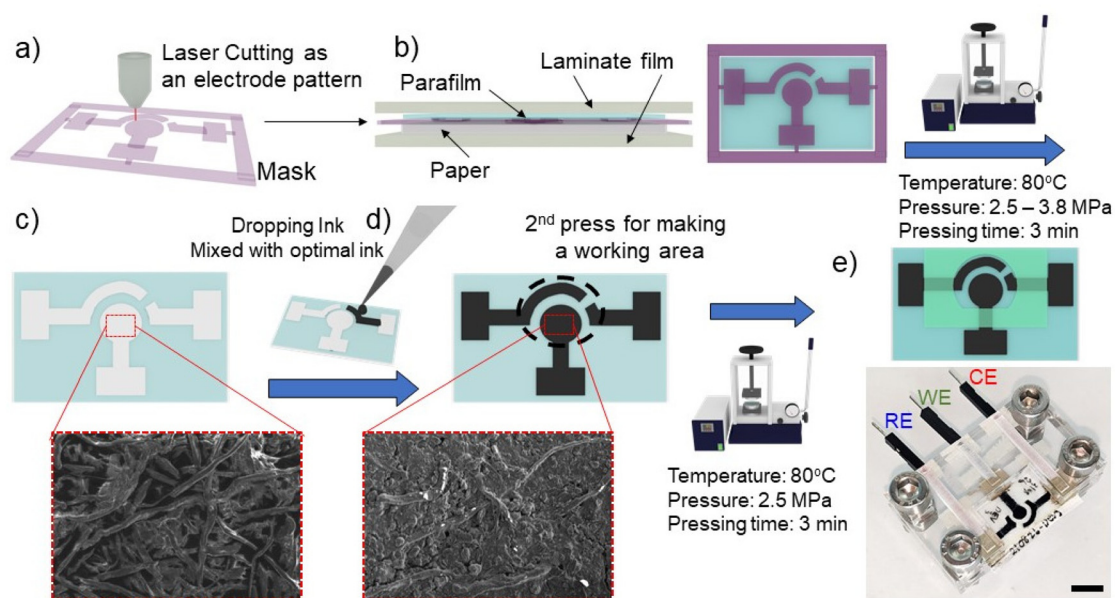 a)
Laser Cutting as
an electrode pattern
Mask
b)
Laminate film
Parafilm
Paper
Temperature: 80°C
Pressure: 2.5 – 3.8 MPa
Pressing time: 3 min
c)
Dropping Ink
Mixed with optimal ink
d)
2nd press for making
a working area
Temperature: 80°C
Pressure: 2.5 MPa
Pressing time: 3 min
e)
RE
WE
CE